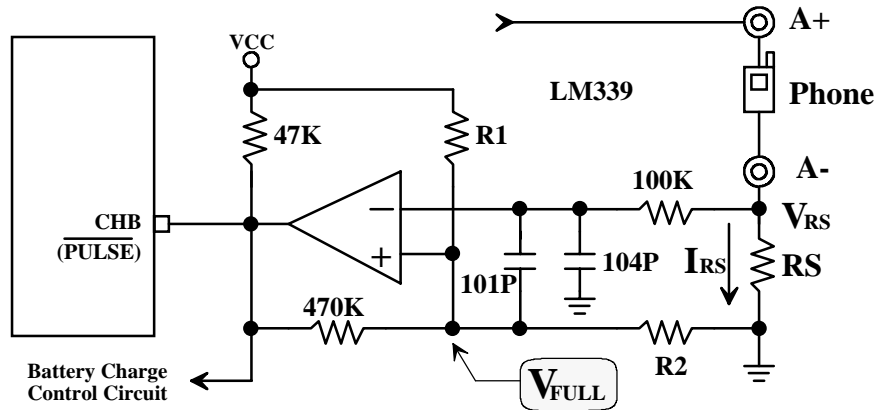 A+
VCC
LM339
Phone
47K
R1
A-
100K
VRS
CHB
(PULSE)
−
+
101P
104P
IRS
RS
470K
R2
Battery Charge
Control Circuit
VFULL